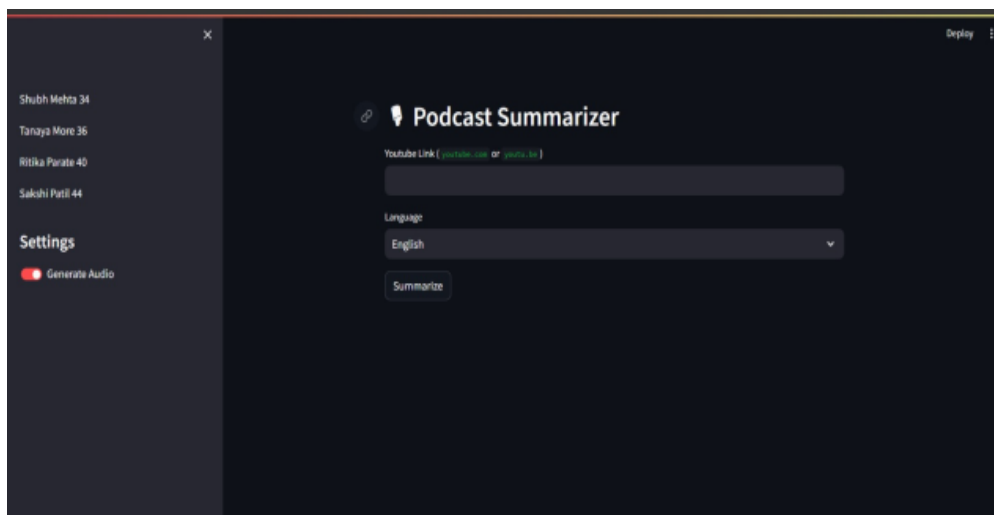 Deploy
Shubh Mehta 34
Tanaya More 36
Ritika Parate 40
Sakshi Patil 44
Settings
Generate Audio
Podcast Summarizer
Youtube Link ( youtube.com or youtu.be )
Language
English
Summarize